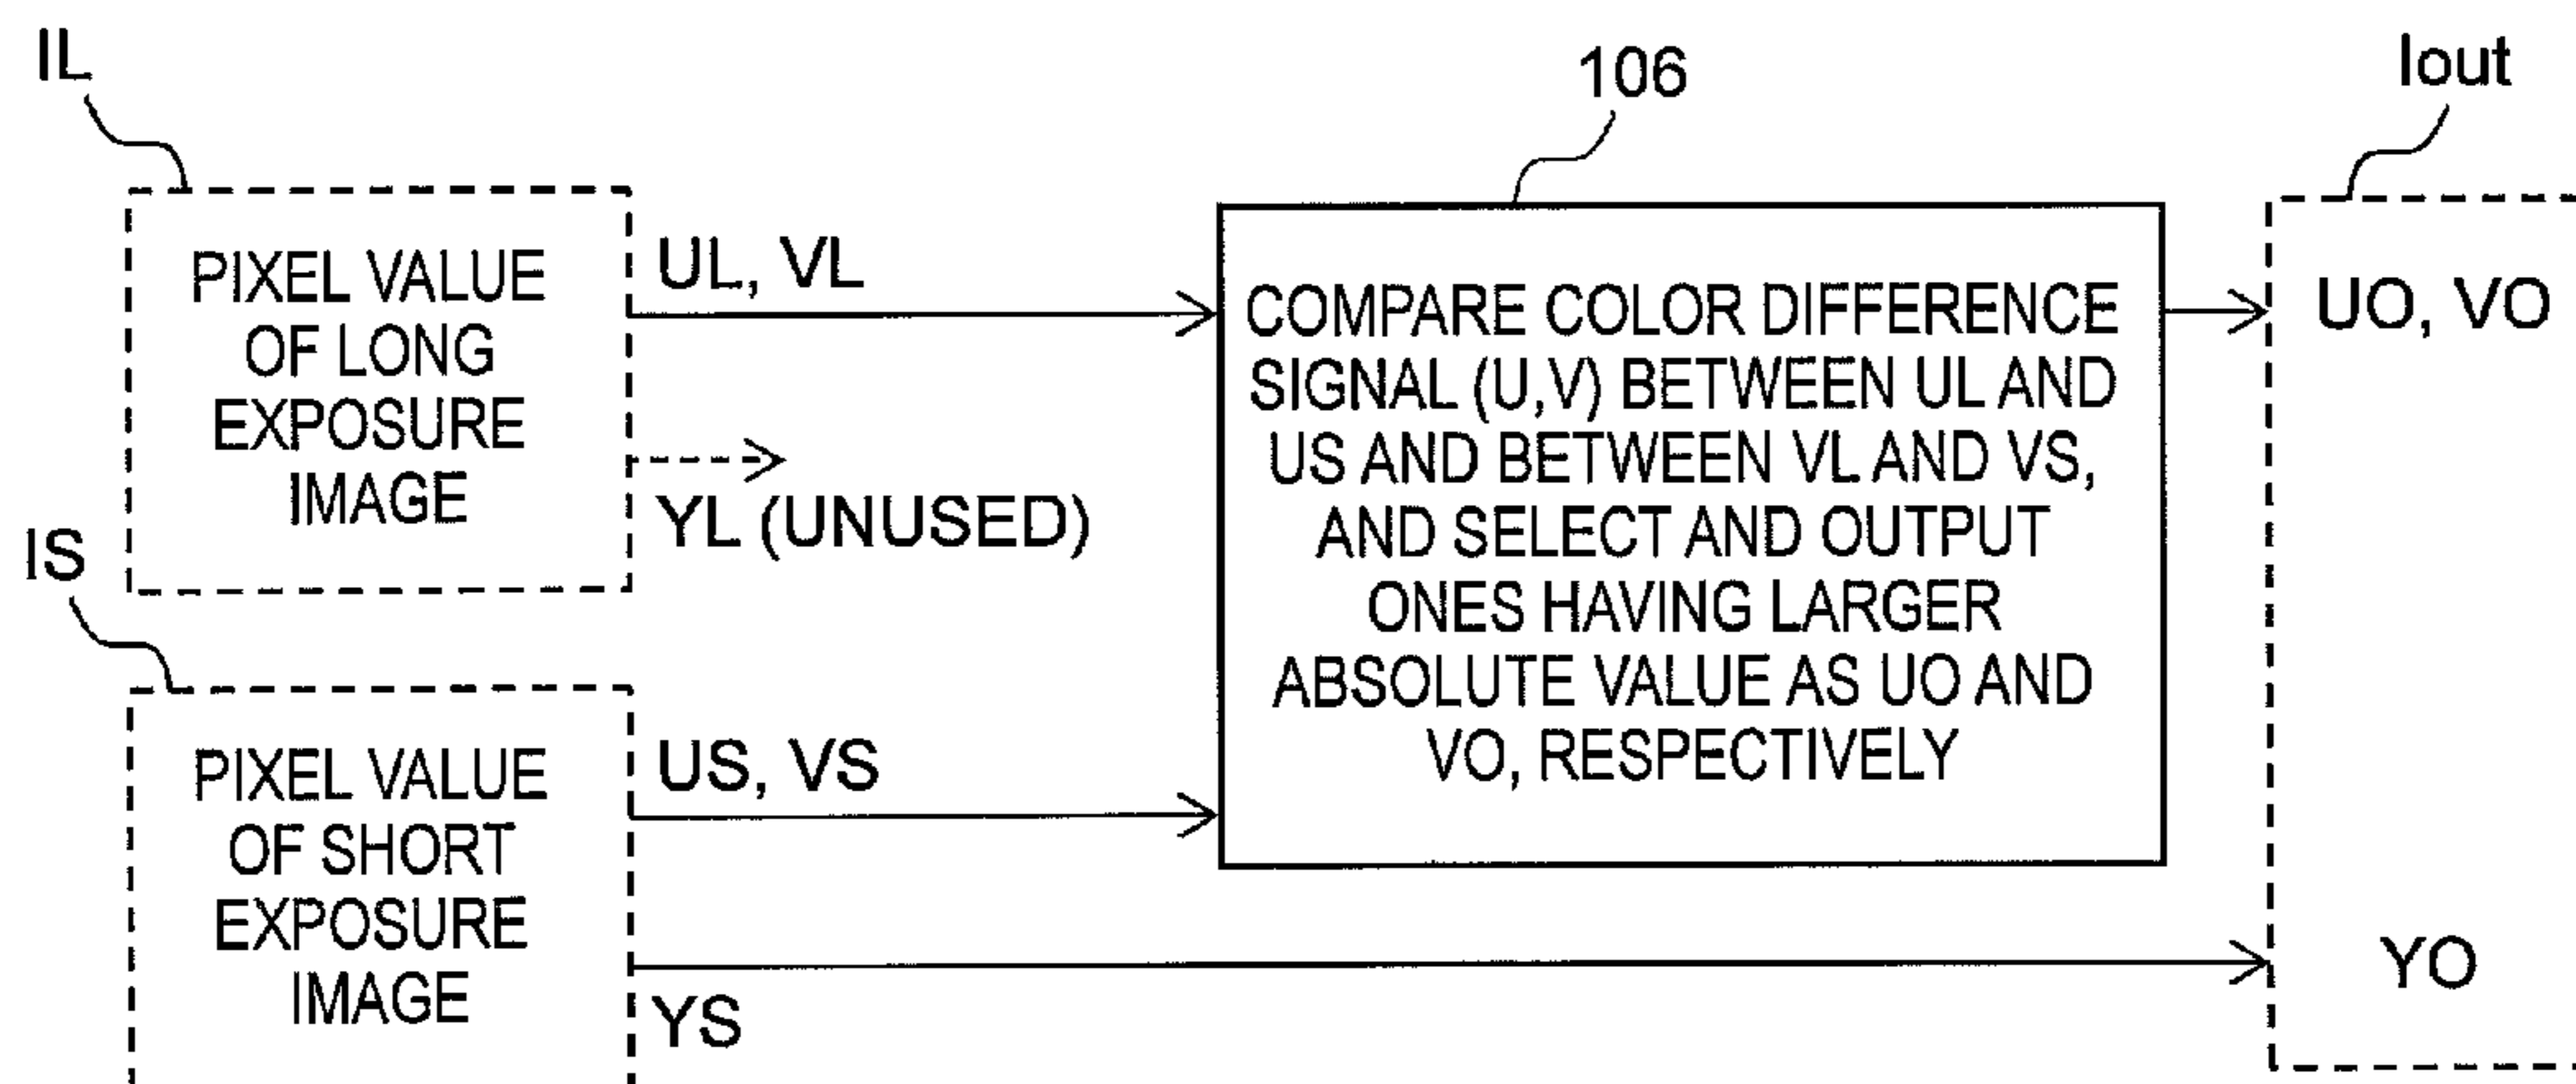 IL
106
Iout
PIXEL VALUE
OF LONG
EXPOSURE
IMAGE
UL, VL
YL (UNUSED)
COMPARE COLOR DIFFERENCE
SIGNAL (U,V) BETWEEN UL AND
US AND BETWEEN VL AND VS,
AND SELECT AND OUTPUT
ONES HAVING LARGER
ABSOLUTE VALUE AS UO AND
VO, RESPECTIVELY
UO, VO
IS
PIXEL VALUE
OF SHORT
EXPOSURE
IMAGE
US, VS
YS
YO